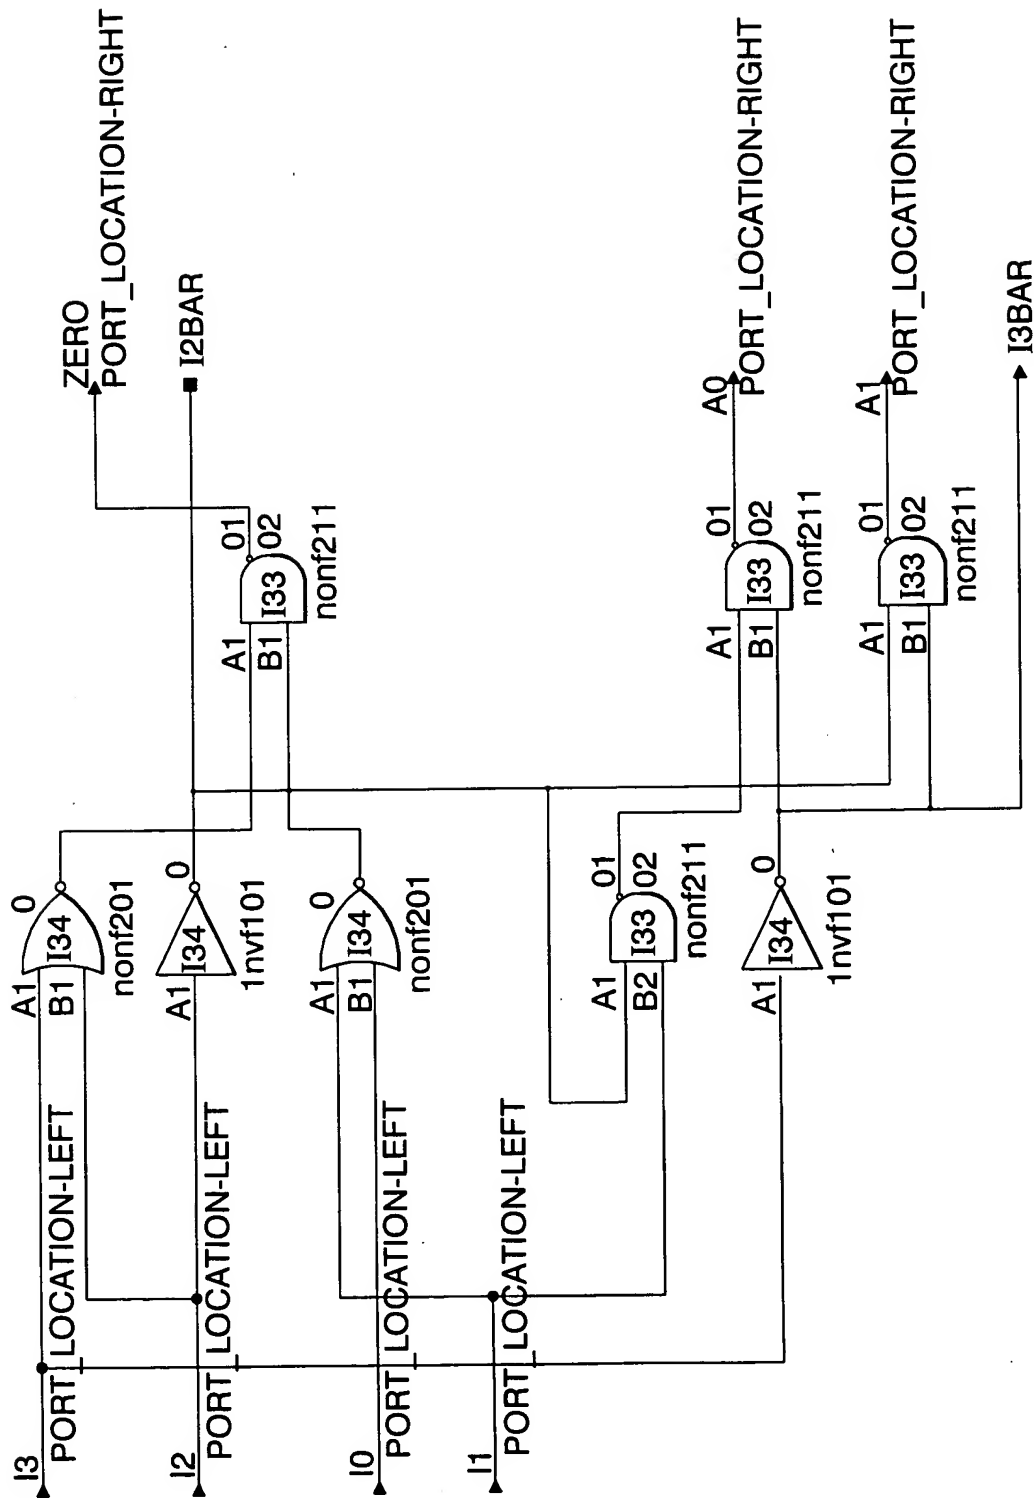 I3
PORT_LOCATION-LEFT
A1
B1
I34
0
nonf201
ZERO
PORT_LOCATION-RIGHT
I2
PORT_LOCATION-LEFT
A1
I34
0
1nvf101
I2BAR
A1
B1
I33
01
02
nonf211
I0
PORT_LOCATION-LEFT
A1
B1
I34
0
nonf201
I1
PORT_LOCATION-LEFT
A1
B2
I33
01
02
nonf211
A1
B1
I33
01
02
nonf211
A0
PORT_LOCATION-RIGHT
A1
I34
0
1nvf101
A1
B1
I33
01
02
nonf211
A1
PORT_LOCATION-RIGHT
I3BAR